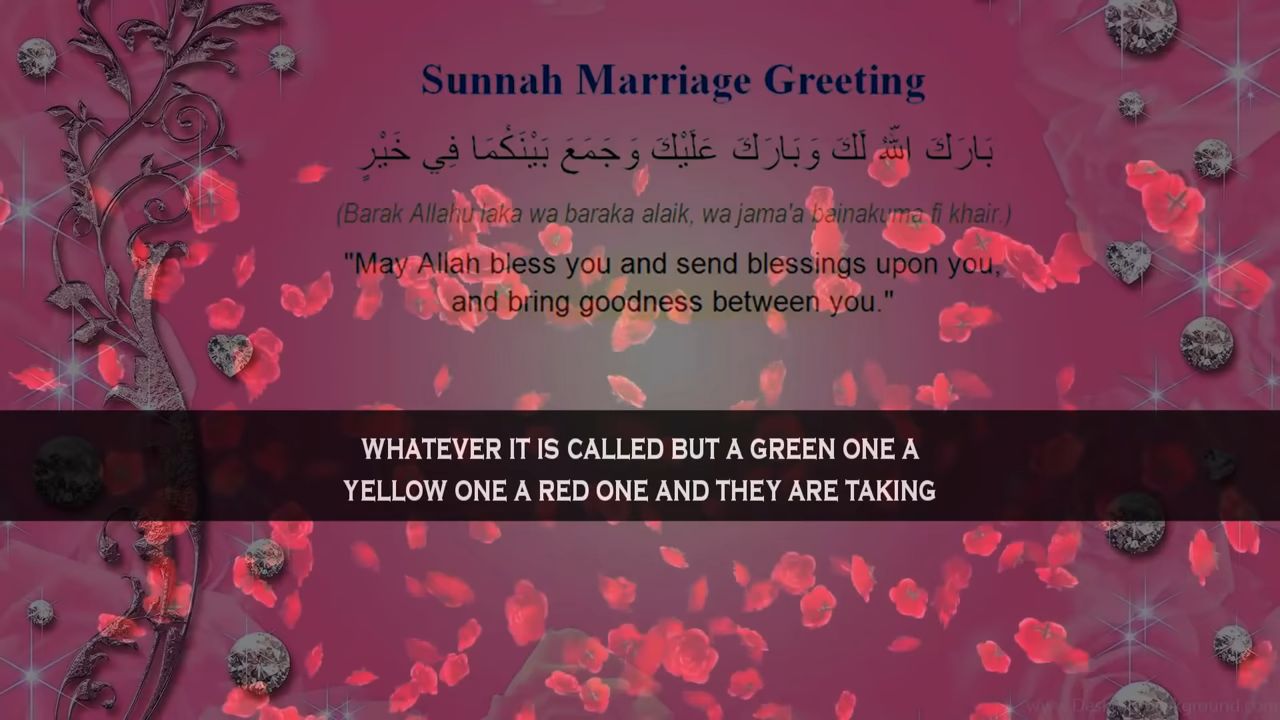 Sunnah Marriage Greeting
بَارَكَ اللَّهُ لَكَ وَبَارَكَ عَلَيْكَ وَجَمَعَ بَيْنَكُمَا فِي خَيْرٍ
(Barak Allahu laka wa baraka alaik, wa jama'a bainakuma fi khair.)
"May Allah bless you and send blessings upon you,
and bring goodness between you."
WHATEVER IT IS CALLED BUT A GREEN ONE A
YELLOW ONE A RED ONE AND THEY ARE TAKING